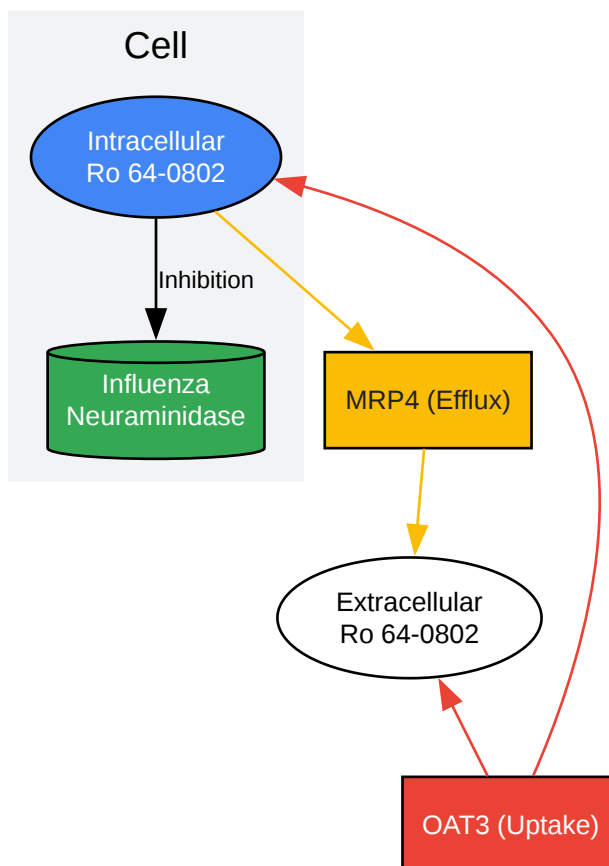 Cell
Intracellular
Ro 64-0802
Inhibition
Influenza
Neuraminidase
MRP4 (Efflux)
Extracellular
Ro 64-0802
OAT3 (Uptake)